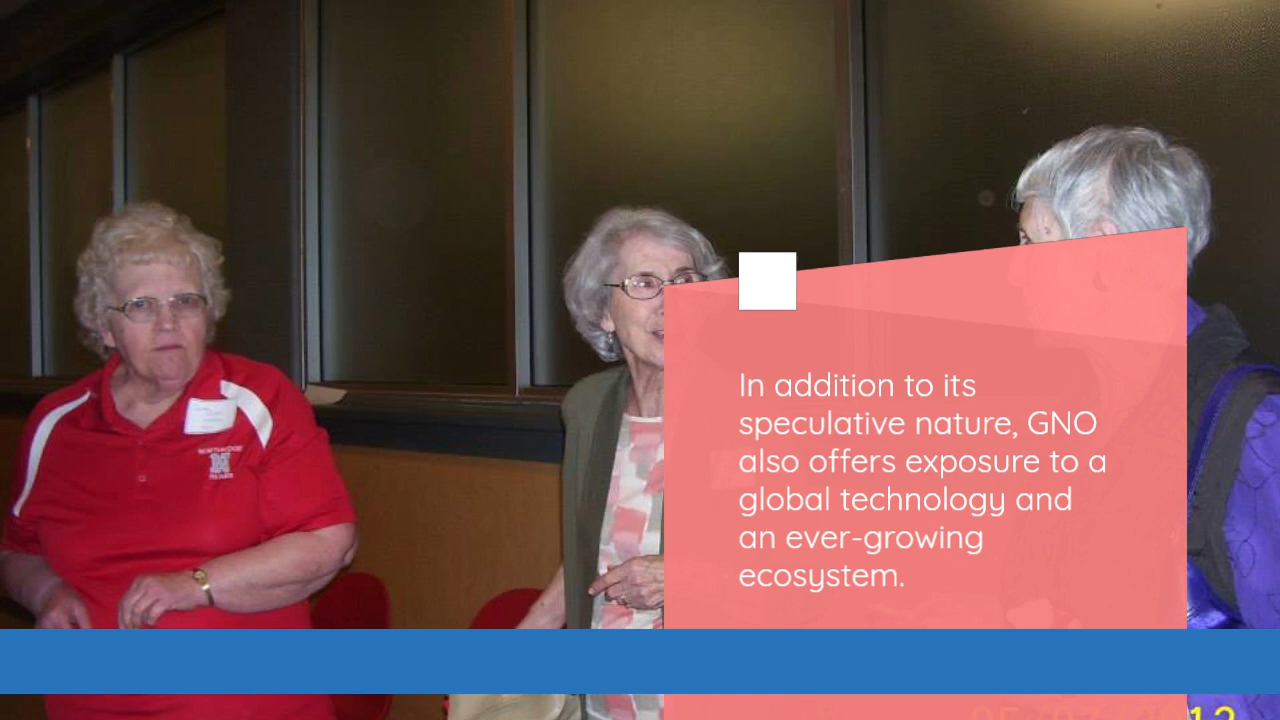 In addition to its
speculative nature, GNO
also offers exposure to a
global technology and
an ever-growing
ecosystem.